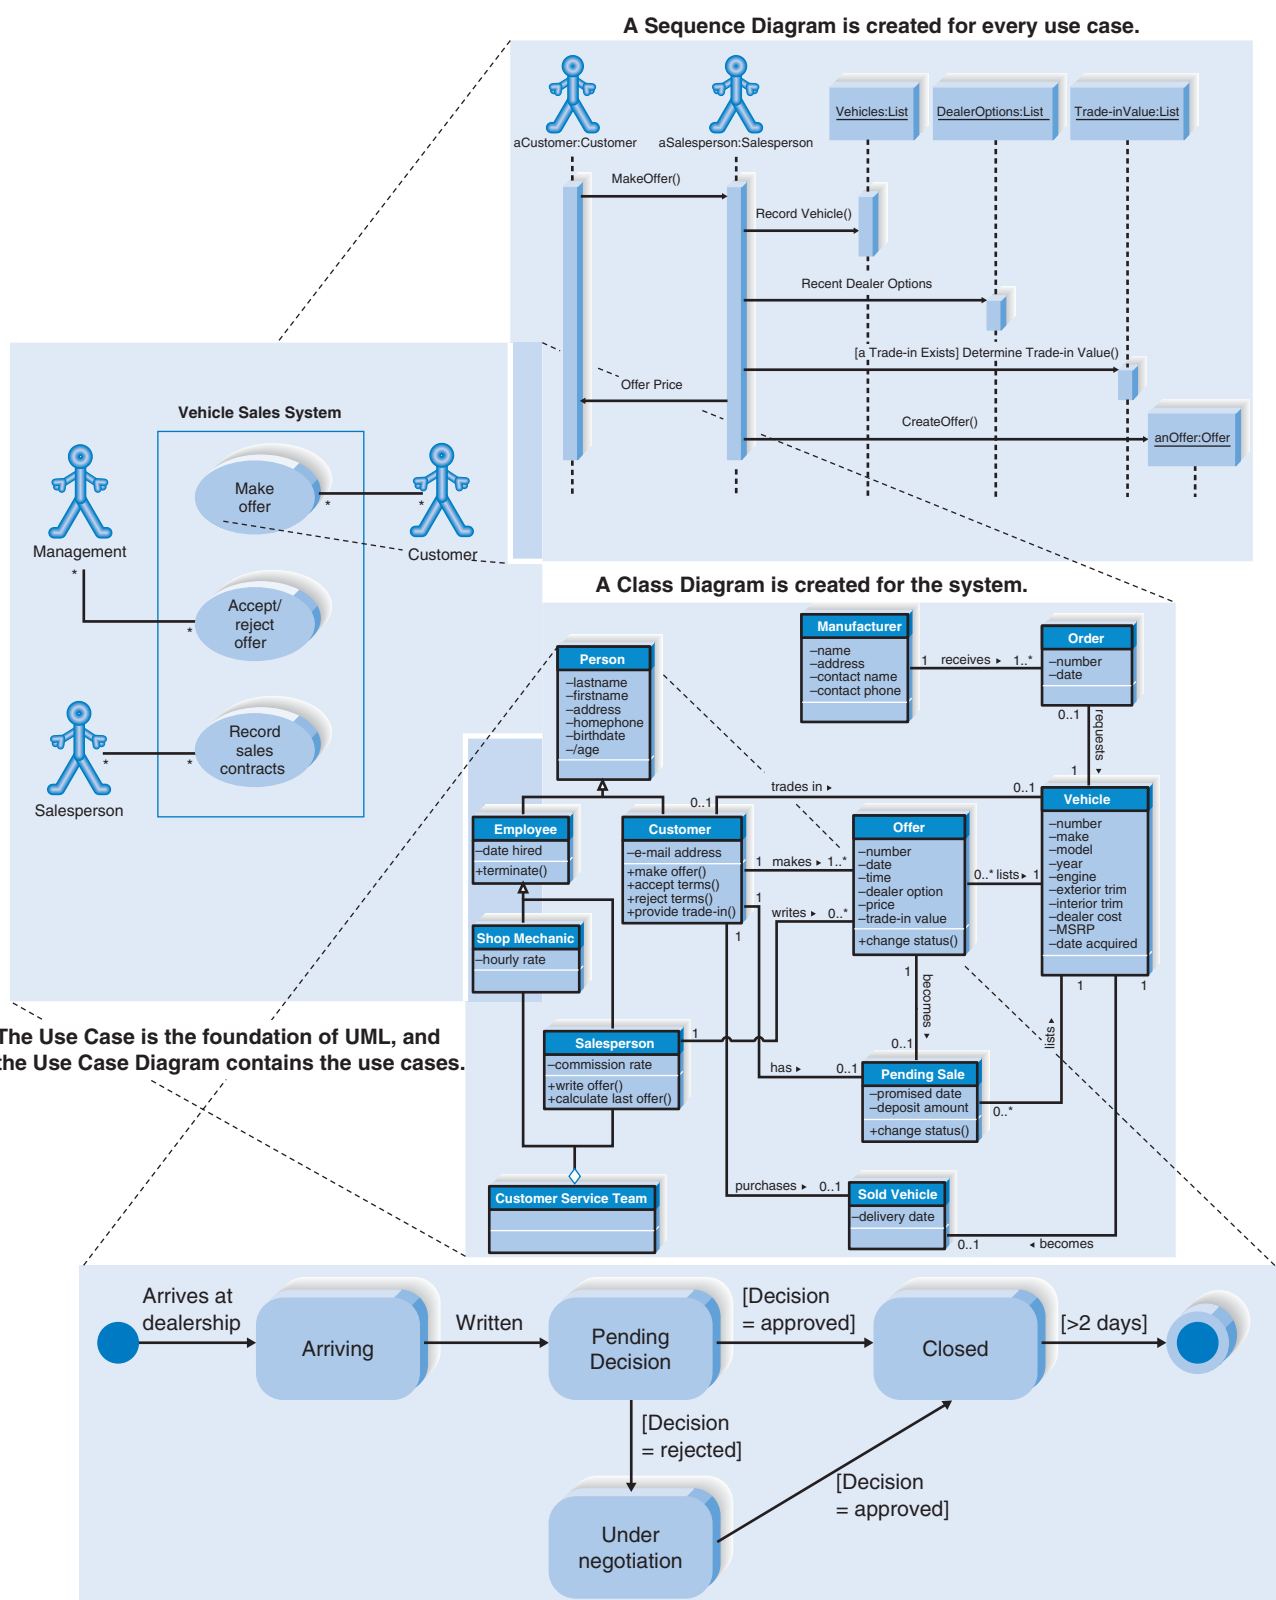 A Sequence Diagram is created for every use case.
aCustomer:Customer
aSalesperson:Salesperson
Vehicles:List
DealerOptions:List
Trade-inValue:List
MakeOffer()
Record Vehicle()
Recent Dealer Options
[a Trade-in Exists] Determine Trade-in Value()
Offer Price
CreateOffer()
anOffer:Offer
Vehicle Sales System
Make
offer
*
*
Management
Customer
*
Accept/
reject
offer
*
Record
sales
contracts
*
*
Salesperson
The Use Case is the foundation of UML, and
the Use Case Diagram contains the use cases.
A Class Diagram is created for the system.
Person
–lastname
–firstname
–address
–homephone
–birthdate
–/age
Manufacturer
–name
–address
–contact name
–contact phone
1 receives ▸ 1..*
Order
–number
–date
0..1
requests ▸
1
trades in ▸
0..1
0..1
Employee
–date hired
+terminate()
Customer
–e-mail address
+make offer()
+accept terms()
+reject terms()
+provide trade-in()
1 makes ▸ 1..*
1
1
Offer
–number
–date
–time
–dealer option
–price
–trade-in value
+change status()
0..* lists ▸ 1
Vehicle
–number
–make
–model
–year
–engine
–exterior trim
–interior trim
–dealer cost
–MSRP
–date acquired
writes ▸ 0..*
Shop Mechanic
–hourly rate
1
becomes ▸
0..1
1
1
lists ▸
Salesperson
–commission rate
+write offer()
+calculate last offer()
1
has ▸ 0..1
Pending Sale
–promised date
–deposit amount
+change status()
0..*
Customer Service Team
purchases ▸ 0..1
Sold Vehicle
–delivery date
0..1
◂ becomes
Arrives at
dealership
Arriving
Written
Pending
Decision
[Decision
= approved]
Closed
[>2 days]
[Decision
= rejected]
Under
negotiation
[Decision
= approved]